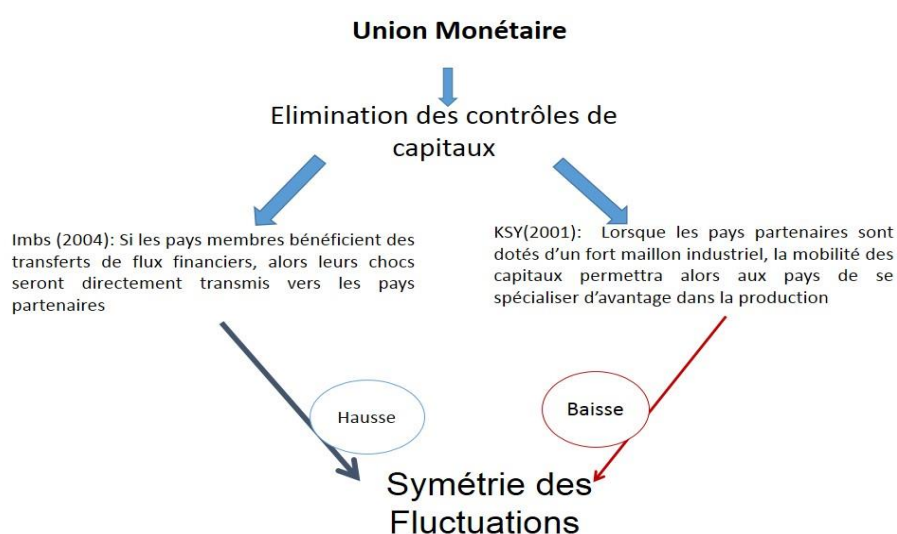 Union Monétaire
Elimination des contrôles de
capitaux
Imbs (2004): Si les pays membres bénéficient des
transferts de flux financiers, alors leurs chocs
seront directement transmis vers les pays
partenaires
KSY(2001): Lorsque les pays partenaires sont
dotés d'un fort maillon industriel, la mobilité des
capitaux permettra alors aux pays de se
spécialiser d'avantage dans la production
Hausse
Baisse
Symétrie des
Fluctuations